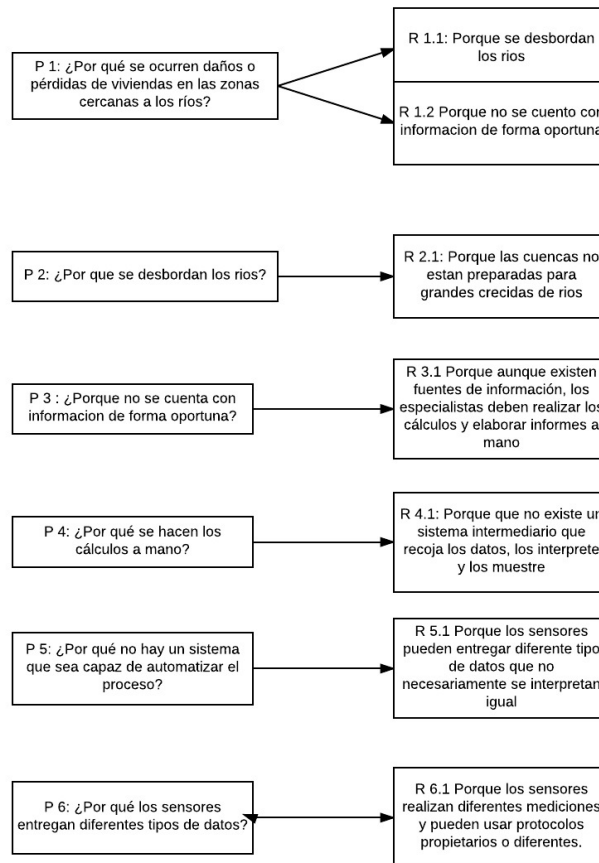 P 1: ¿Por qué se ocurren daños o
pérdidas de viviendas en las zonas
cercanas a los ríos?
R 1.1: Porque se desbordan
los rios
R 1.2 Porque no se cuento con
informacion de forma oportuna
P 2: ¿Por que se desbordan los rios?
R 2.1: Porque las cuencas no
estan preparadas para
grandes crecidas de rios
P 3 : ¿Porque no se cuenta con
informacion de forma oportuna?
R 3.1 Porque aunque existen
fuentes de información, los
especialistas deben realizar los
cálculos y elaborar informes a
mano
P 4: ¿Por qué se hacen los
cálculos a mano?
R 4.1: Porque que no existe un
sistema intermediario que
recoja los datos, los interprete
y los muestre
P 5: ¿Por qué no hay un sistema
que sea capaz de automatizar el
proceso?
R 5.1 Porque los sensores
pueden entregar diferente tipo
de datos que no
necesariamente se interpretan
igual
P 6: ¿Por qué los sensores
entregan diferentes tipos de datos?
R 6.1 Porque los sensores
realizan diferentes mediciones
y pueden usar protocolos
propietarios o diferentes.